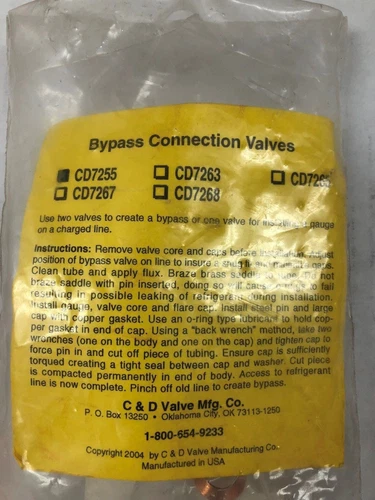 Bypass Connection Valves
CD7255 CD7263
CD7267 CD7268
Use two valves to create a bypass or one valve for gauge
on a charged line.
Instructions: Remove valve core and caps before
position of bypass valve on line to insure a
Clean tube and apply flux. Braze brass saddle not
braze saddle with pin inserted, doing so will cause to fail
resulting in possible leaking of refrigerant during installation.
Install gauge, valve core and flare cap. Install steel pin and large
cap with copper gasket. Use an o-ring type lubricant to hold cop-
per gasket in end of cap. Using a "back wrench" method, take two
wrenches (one on the body and one on the cap) and tighten cap to
force pin in and cut off piece of tubing. Ensure cap is sufficiently
torqued creating a tight seal between cap and washer. Cut piece
is compacted permanently in end of body. Access to refrigerant
line is now complete. Pinch off old line to create bypass.
C & D Valve Mfg. Co.
P. O. Box 13250 • Oklahoma City, OK 73113-1250
1-800-654-9233
Copyright 2004 by C & D Valve Manufacturing Co.
Manufactured in USA